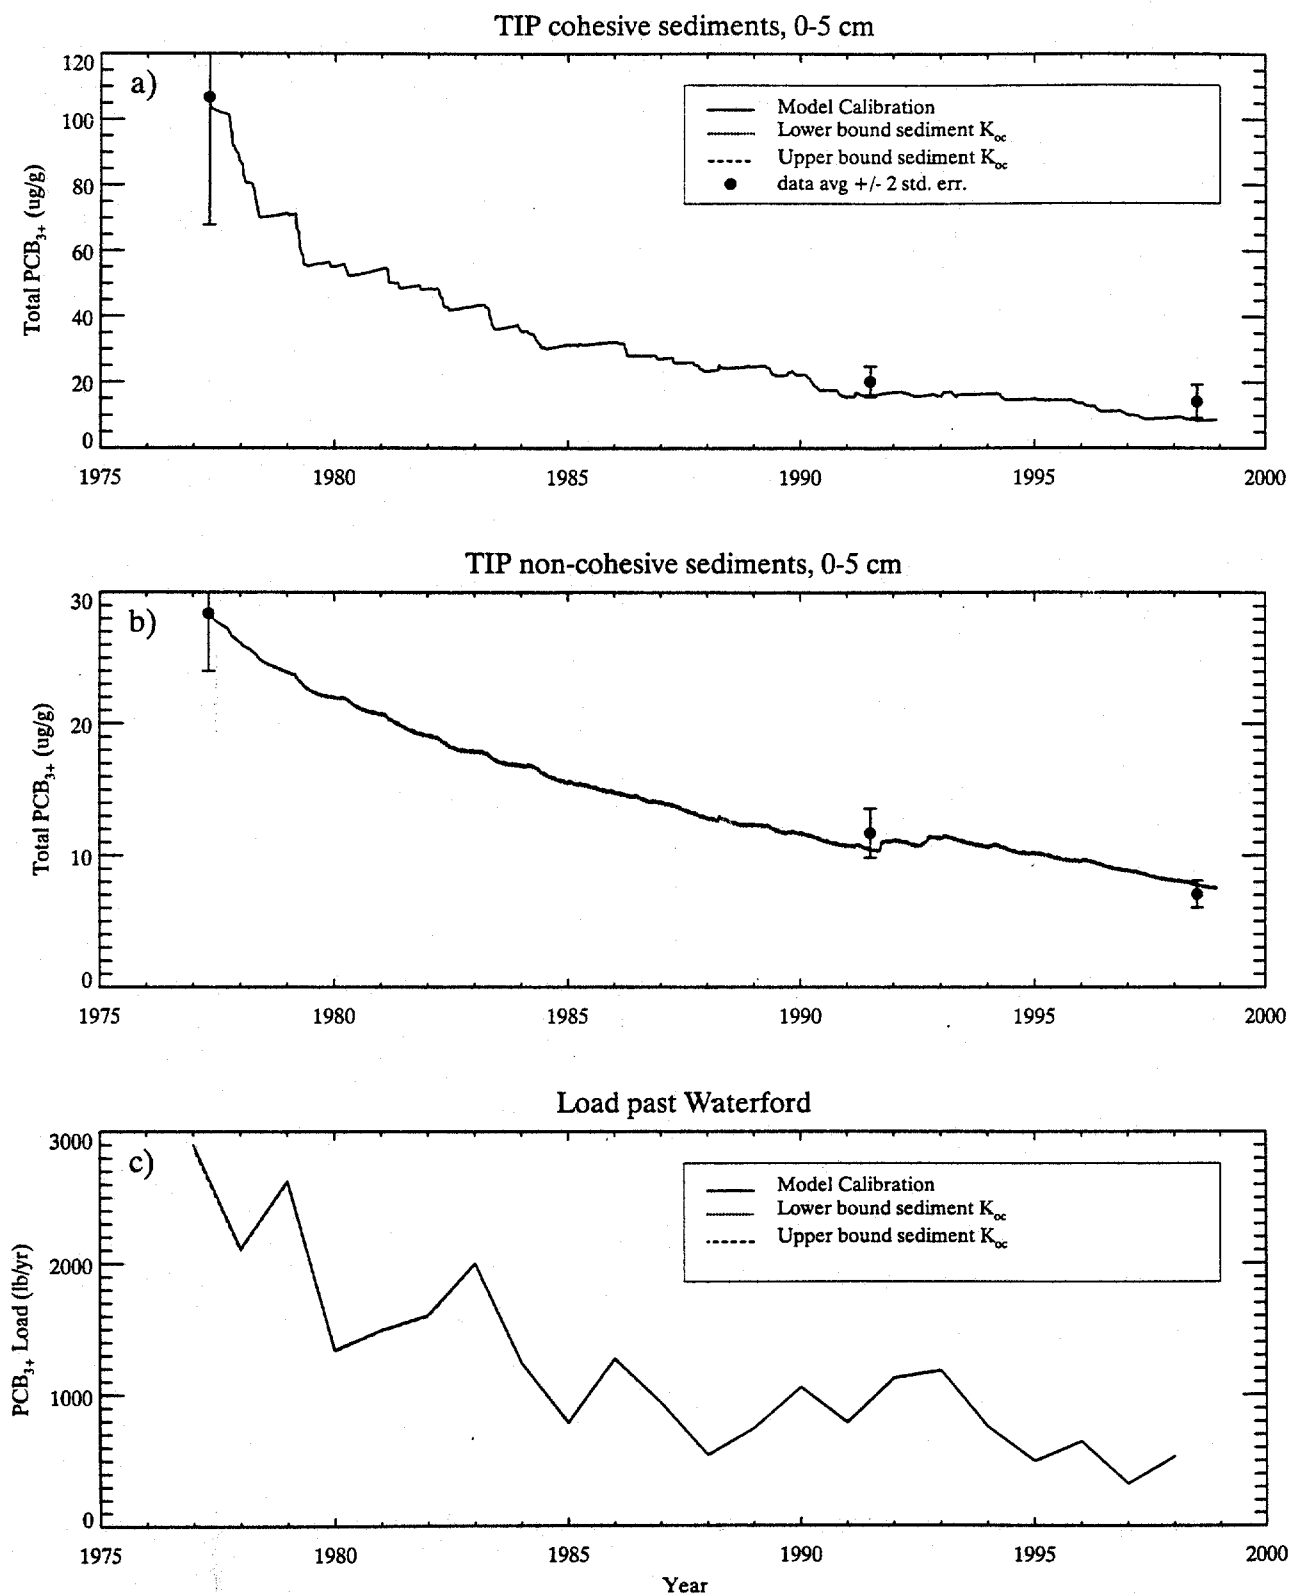 TIP cohesive sediments, 0-5 cm
a)
Total PCB3+ (ug/g)
120
100
80
60
40
20
0
Model Calibration
Lower bound sediment Koc
Upper bound sediment Koc
data avg +/- 2 std. err.
1975 1980 1985 1990 1995 2000
TIP non-cohesive sediments, 0-5 cm
b)
Total PCB3+ (ug/g)
30
20
10
0
1975 1980 1985 1990 1995 2000
Load past Waterford
c)
PCB3+ Load (lb/yr)
3000
2000
1000
0
Model Calibration
Lower bound sediment Koc
Upper bound sediment Koc
1975 1980 1985 1990 1995 2000
Year